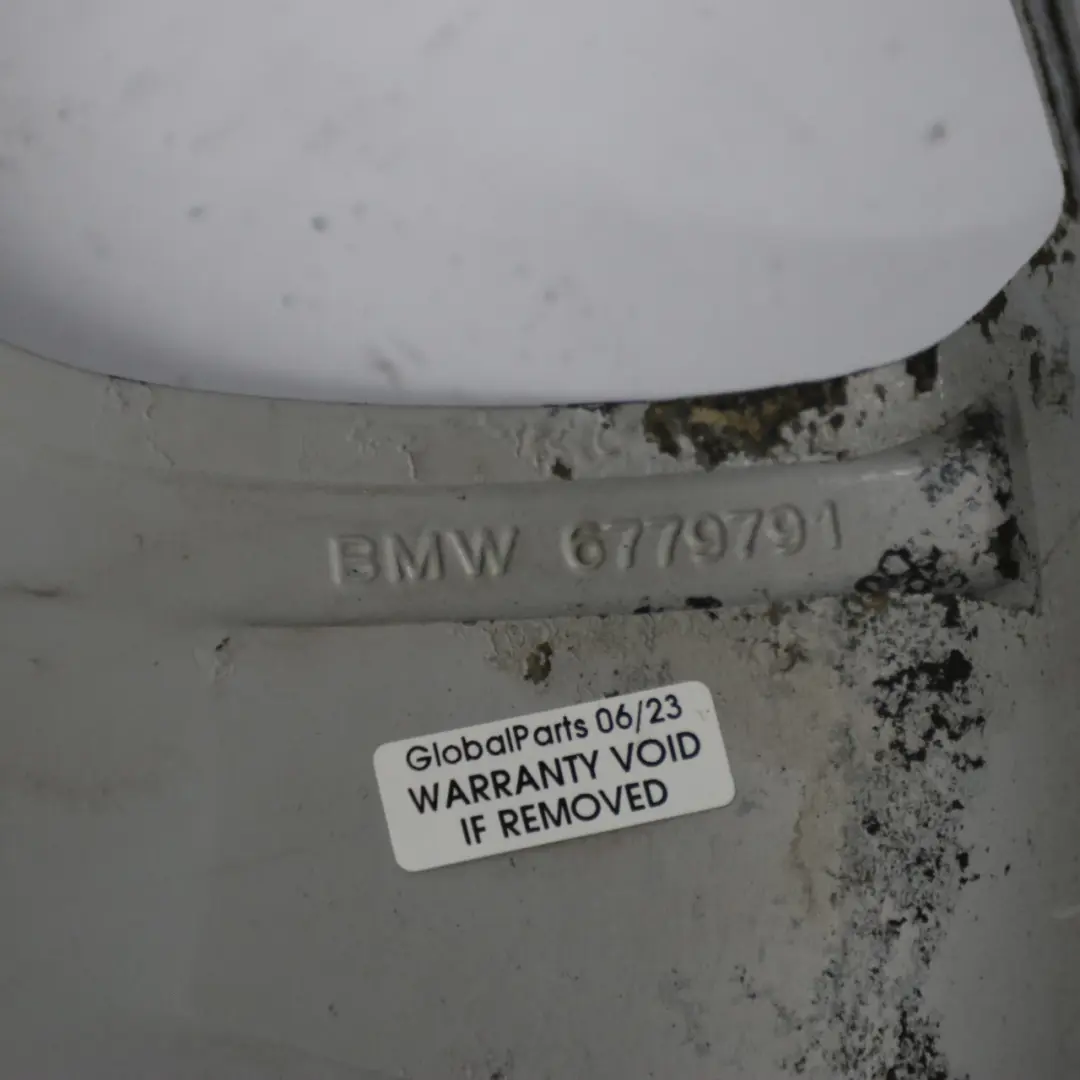 BMW 6779791
GlobalParts 06/23
WARRANTY VOID
IF REMOVED